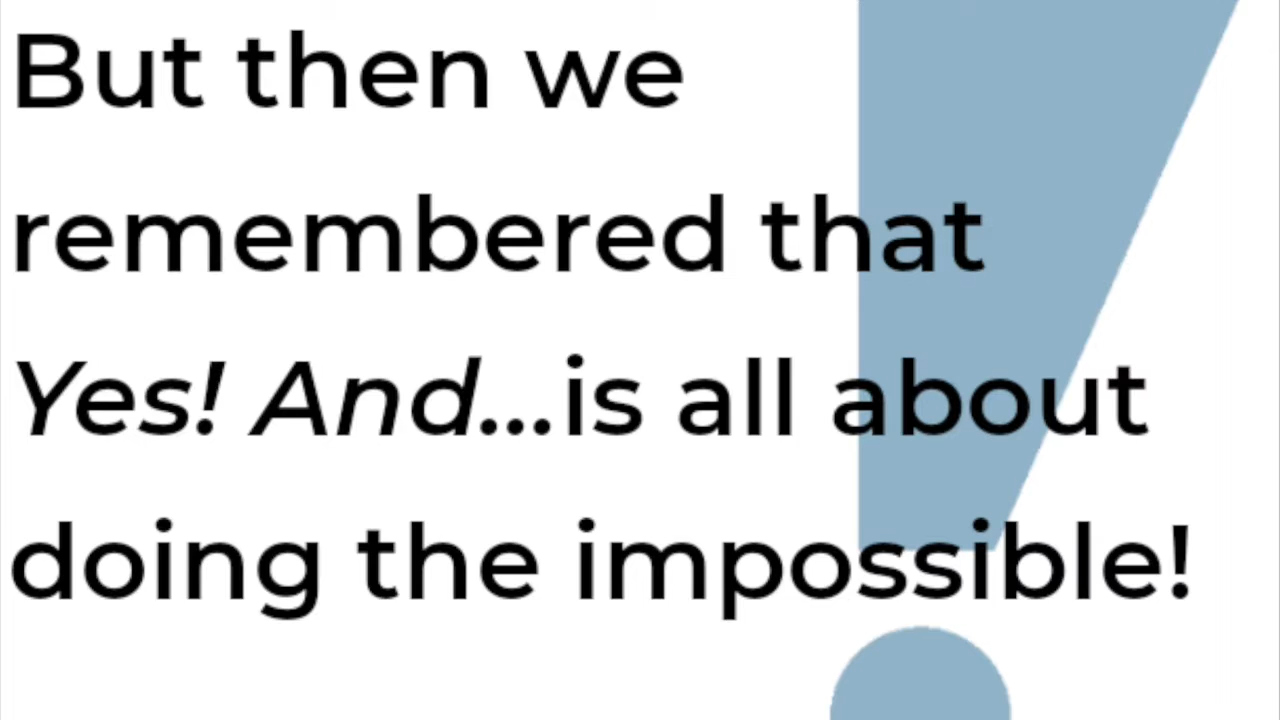 But then we
remembered that
Yes! And...is all about
doing the impossible!